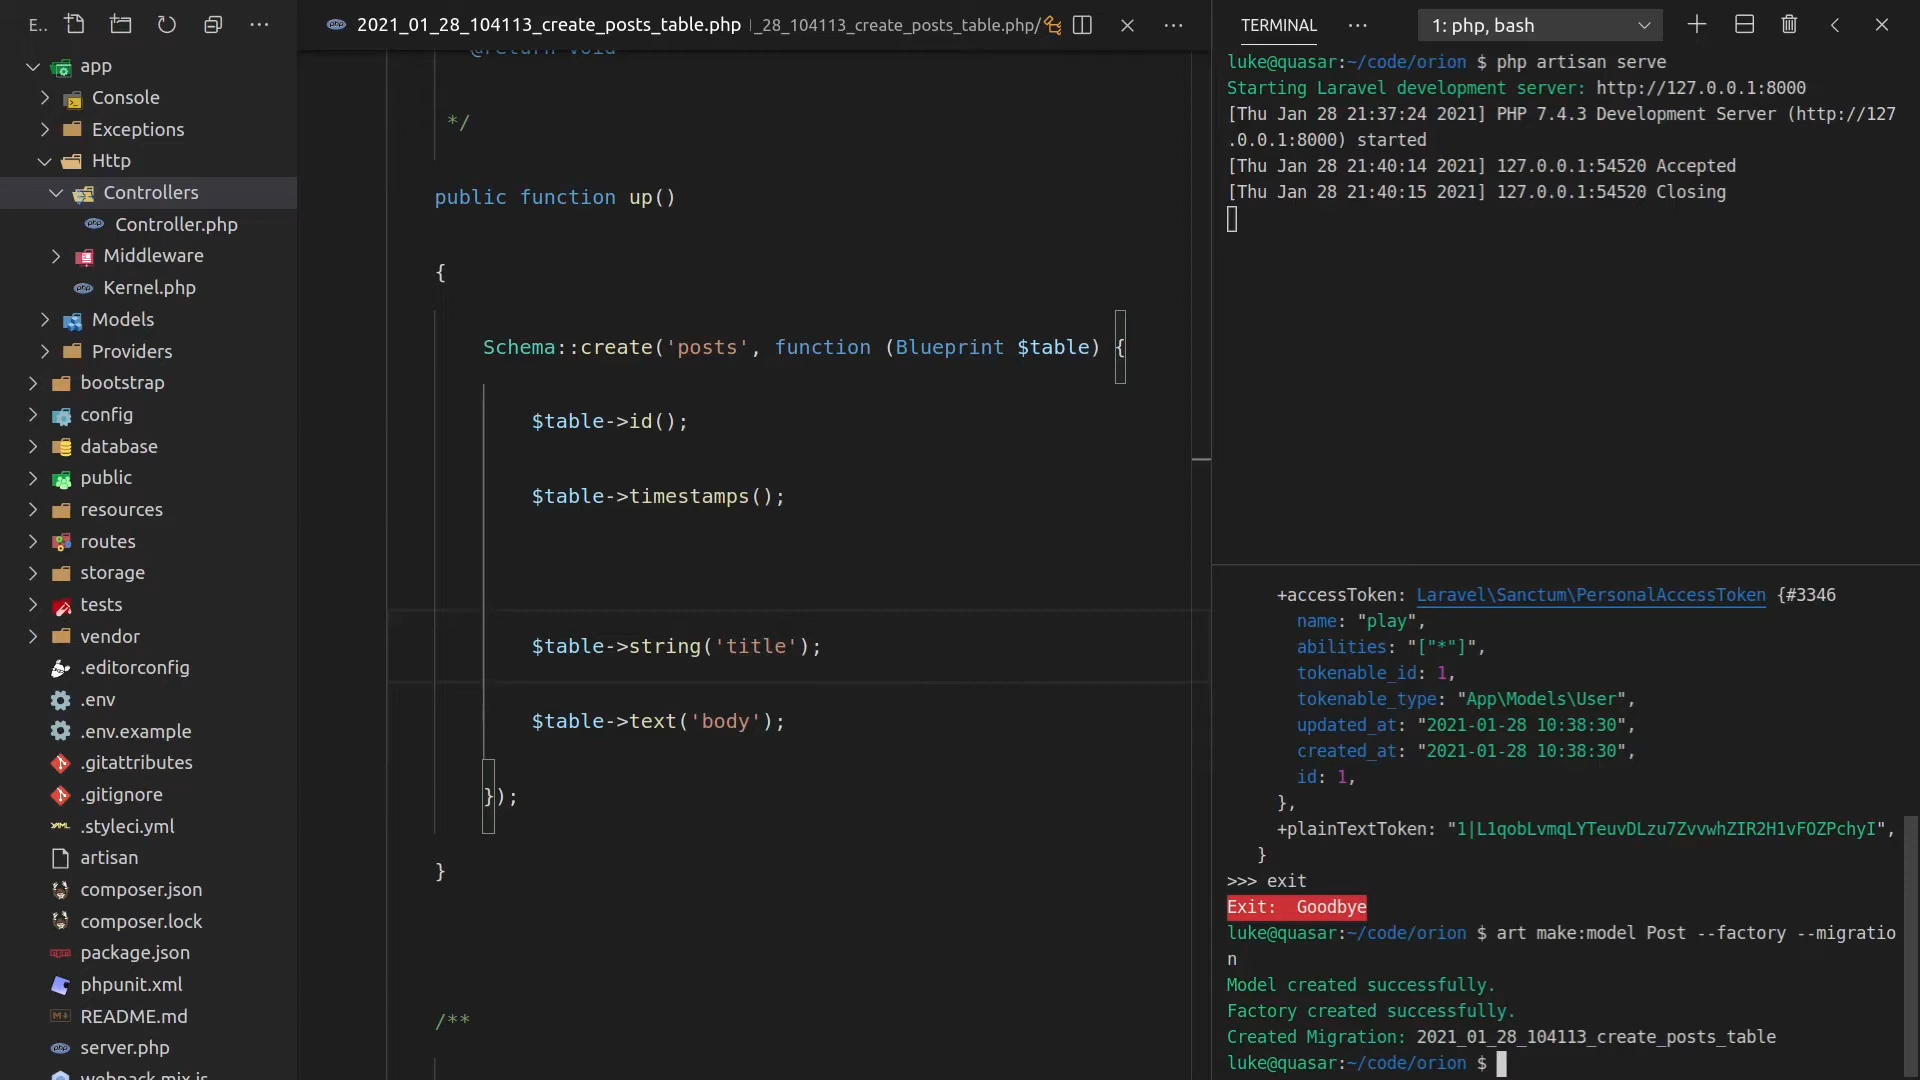 E..
app
Console
Exceptions
Http
Controllers
Controller.php
Middleware
Kernel.php
Models
Providers
bootstrap
config
database
public
resources
routes
storage
tests
vendor
.editorconfig
.env
.env.example
.gitattributes
.gitignore
.styleci.yml
artisan
composer.json
composer.lock
package.json
phpunit.xml
README.md
server.php
webpack.mix.js
2021_01_28_104113_create_posts_table.php
_28_104113_create_posts_table.php/
@return void
*/
public function up()
{
Schema::create('posts', function (Blueprint $table) {
$table->id();
$table->timestamps();
$table->string('title');
$table->text('body');
});
}
/**
TERMINAL
1: php, bash
luke@quasar:~/code/orion $ php artisan serve
Starting Laravel development server: http://127.0.0.1:8000
[Thu Jan 28 21:37:24 2021] PHP 7.4.3 Development Server (http://127
.0.0.1:8000) started
[Thu Jan 28 21:40:14 2021] 127.0.0.1:54520 Accepted
[Thu Jan 28 21:40:15 2021] 127.0.0.1:54520 Closing
+accessToken: Laravel\Sanctum\PersonalAccessToken {#3346
name: "play",
abilities: "["*"]",
tokenable_id: 1,
tokenable_type: "App\Models\User",
updated_at: "2021-01-28 10:38:30",
created_at: "2021-01-28 10:38:30",
id: 1,
},
+plainTextToken: "1|L1qobLvmqLYTeuvDLzu7ZvvwhZIR2H1vFOZPchyI",
}
>>> exit
Exit:  Goodbye
luke@quasar:~/code/orion $ art make:model Post --factory --migratio
n
Model created successfully.
Factory created successfully.
Created Migration: 2021_01_28_104113_create_posts_table
luke@quasar:~/code/orion $